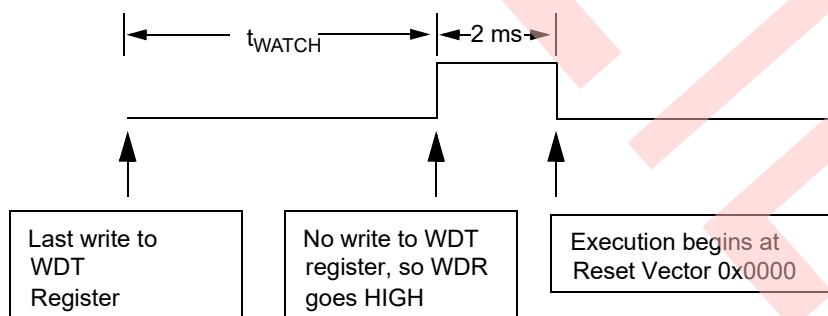 tWATCH
2 ms
Last write to
WDT
Register
No write to WDT
register, so WDR
goes HIGH
Execution begins at
Reset Vector 0x0000